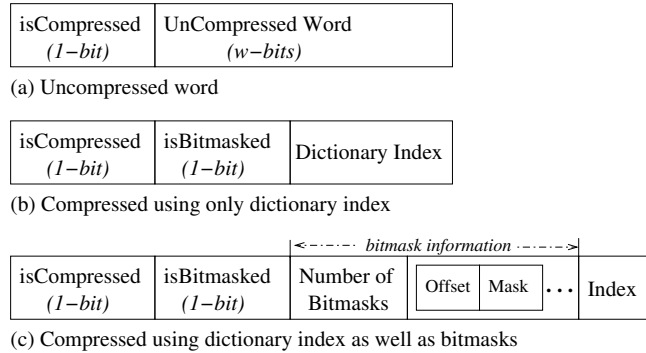 isCompressed UnCompressed Word
(1−bit) (w−bits)
(a) Uncompressed word
isCompressed isBitmasked Dictionary Index
(1−bit) (1−bit)
(b) Compressed using only dictionary index
bitmask information
isCompressed isBitmasked Number of Bitmasks Offset Mask ... Index
(1−bit) (1−bit)
(c) Compressed using dictionary index as well as bitmasks